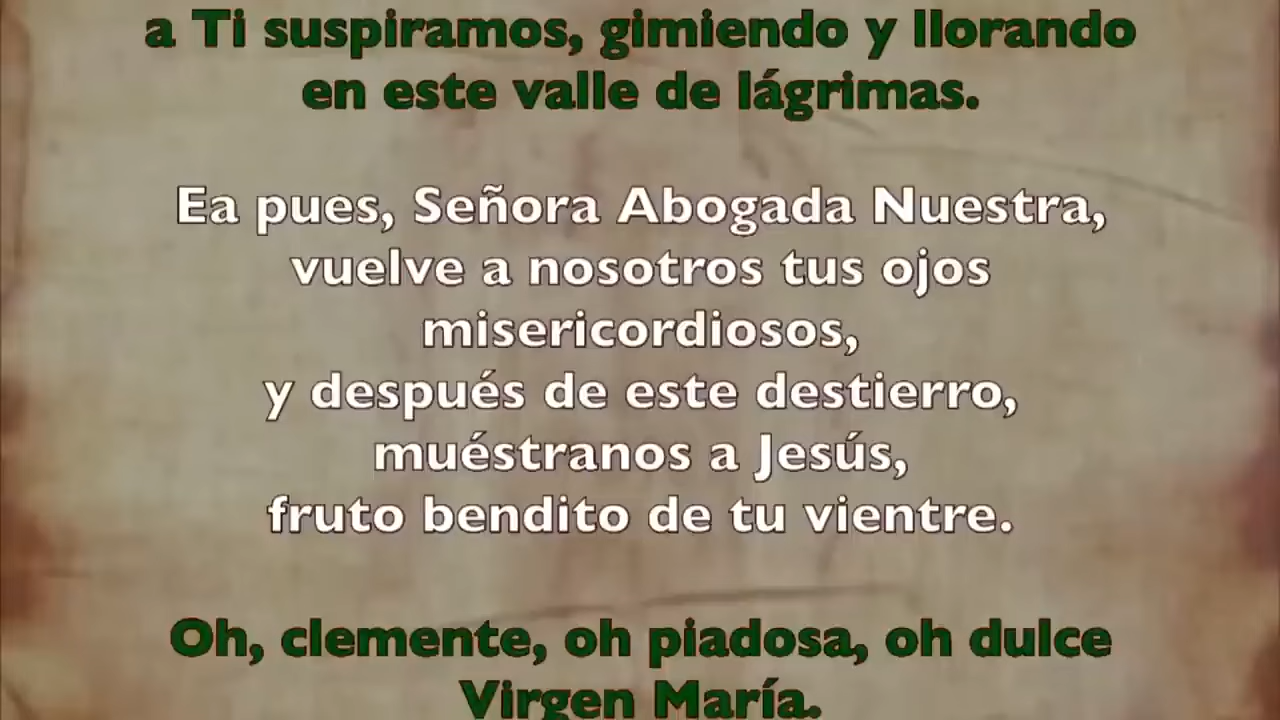 a Ti suspiramos, gimiendo y llorando
en este valle de lágrimas.
Ea pues, Señora Abogada Nuestra,
vuelve a nosotros tus ojos
misericordiosos,
y después de este destierro,
muéstranos a Jesús,
fruto bendito de tu vientre.
Oh, clemente, oh piadosa, oh dulce
Virgen María.